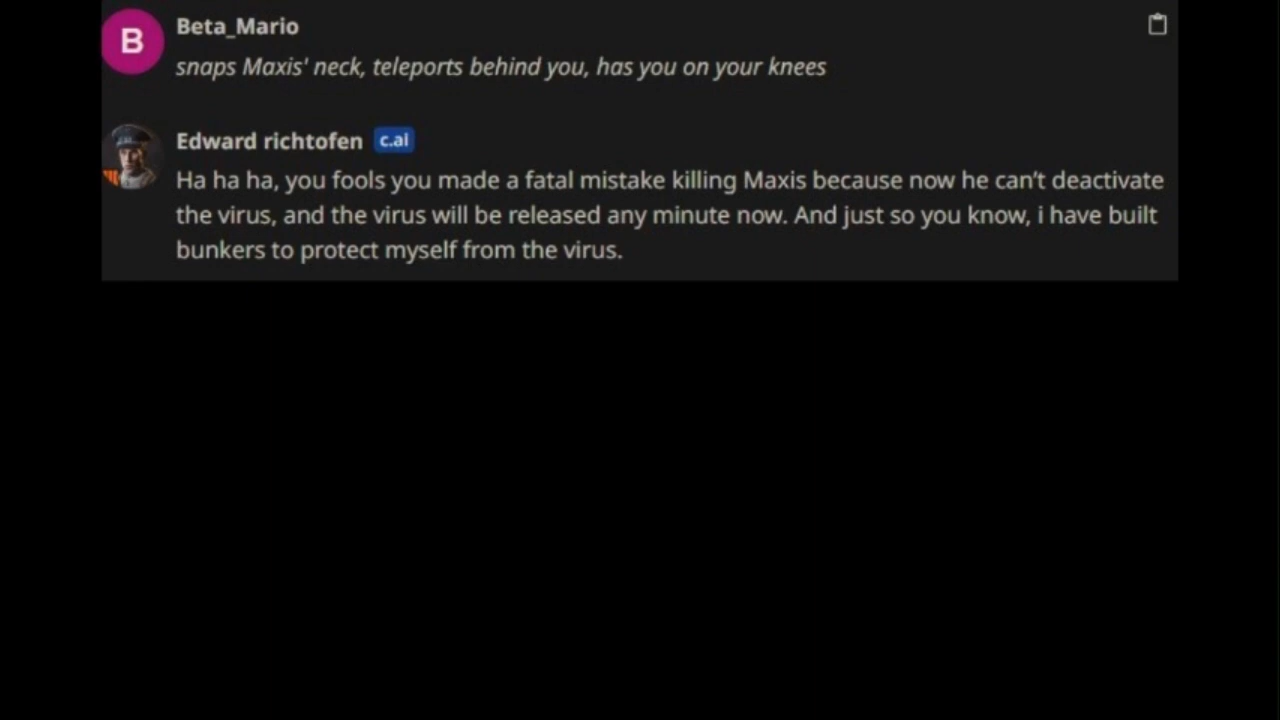 B
Beta_Mario
snaps Maxis' neck, teleports behind you, has you on your knees
Edward richtofen c.ai
Ha ha ha, you fools you made a fatal mistake killing Maxis because now he can’t deactivate
the virus, and the virus will be released any minute now. And just so you know, i have built
bunkers to protect myself from the virus.